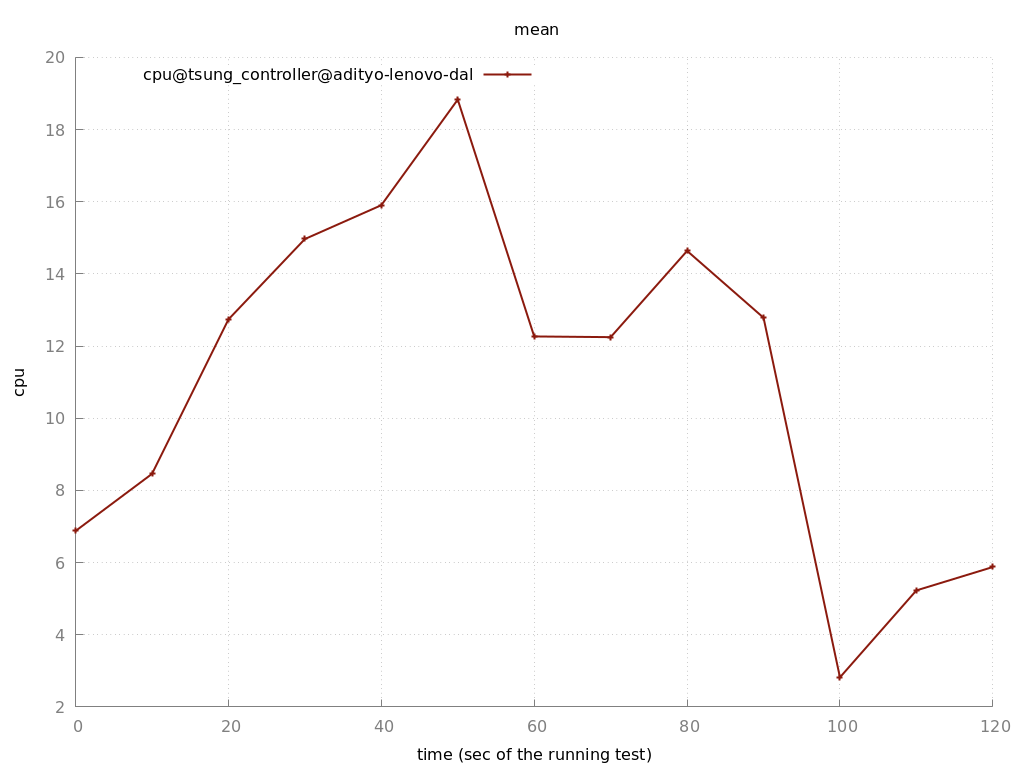 mean
20
cpu@tsung_controller@adityo-lenovo-dal
18
16
14
12
cpu
10
8
6
4
2
0 20 40 60 80 100 120
time (sec of the running test)